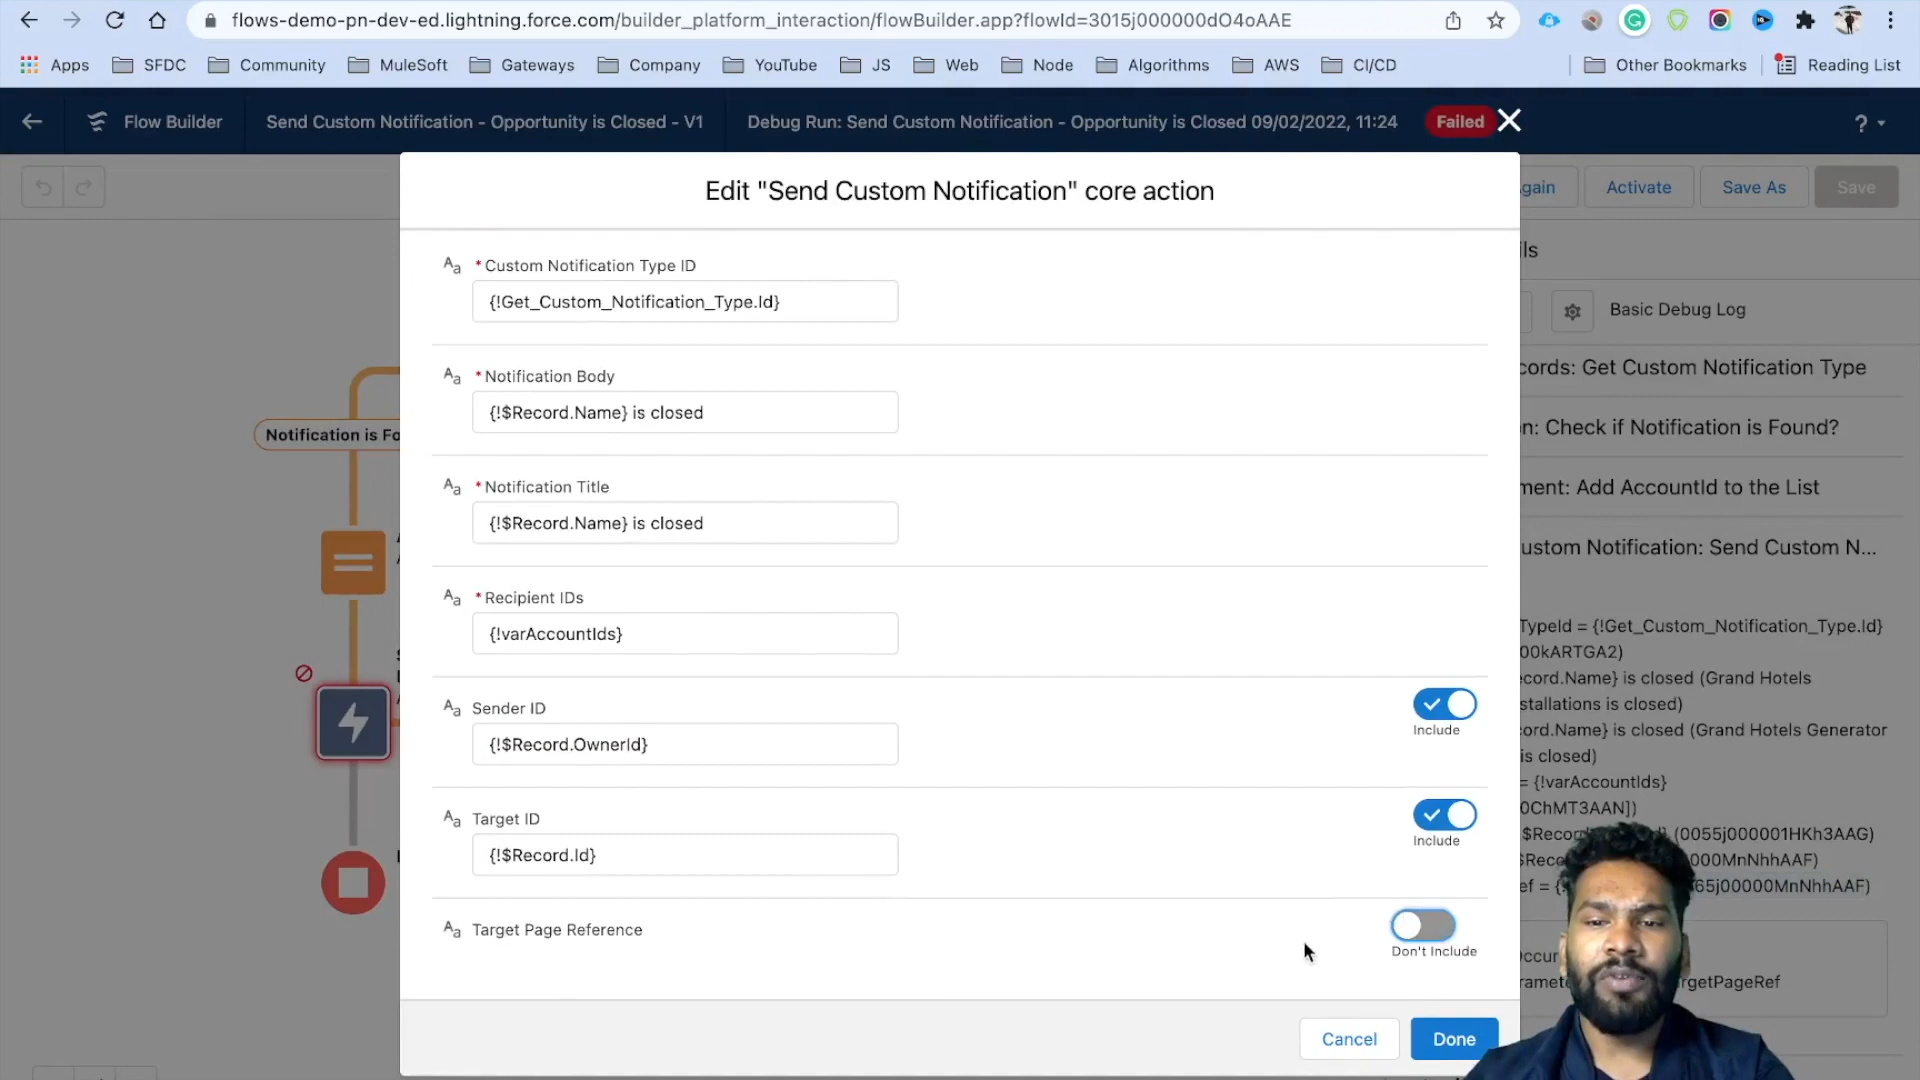 flows-demo-pn-dev-ed.lightning.force.com/builder_platform_interaction/flowBuilder.app?flowId=3015j000000dO4oAAE
Apps SFDC Community MuleSoft Gateways Company YouTube JS Web Node Algorithms AWS CI/CD Other Bookmarks Reading List
Flow Builder Send Custom Notification - Opportunity is Closed - V1 Debug Run: Send Custom Notification - Opportunity is Closed 09/02/2022, 11:24 Failed ?
Activate Save As Save
Edit "Send Custom Notification" core action
Aa *Custom Notification Type ID
{!Get_Custom_Notification_Type.Id}
Basic Debug Log
Aa *Notification Body
{!$Record.Name} is closed
Notification is Fo
Aa *Notification Title
{!$Record.Name} is closed
Aa *Recipient IDs
{!varAccountIds}
Aa Sender ID
{!$Record.OwnerId}
Include
Aa Target ID
{!$Record.Id}
Include
Aa Target Page Reference
Don't Include
Cancel Done
cords: Get Custom Notification Type
n: Check if Notification is Found?
ment: Add AccountId to the List
ustom Notification: Send Custom N...
TypeId = {!Get_Custom_Notification_Type.Id}
00kARTGA2)
cord.Name} is closed (Grand Hotels
stallations is closed)
ord.Name} is closed (Grand Hotels Generator
is closed)
= {!varAccountIds}
0ChMT3AAN])
(0055j000001HKh3AAG)
000MnNhhAAF)
65j00000MnNhhAAF)
rgetPageRef